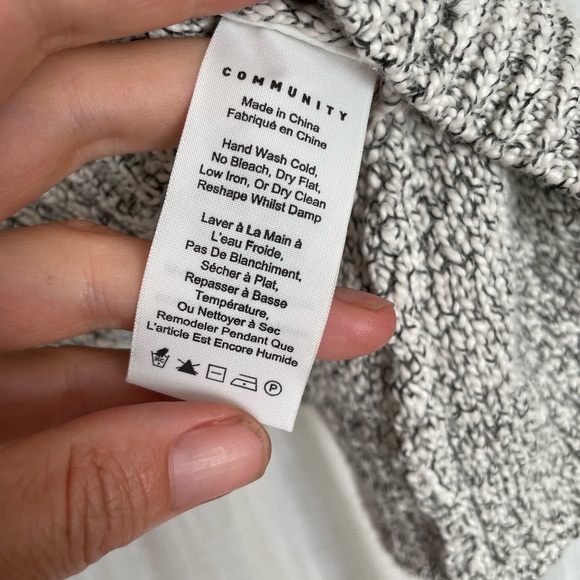 COMMUNITY
Made in China
Fabriqué en Chine
Hand Wash Cold,
No Bleach, Dry Flat,
Low Iron, Or Dry Clean
Reshape Whilst Damp
Laver à La Main à
L'eau Froide,
Pas De Blanchiment,
Sécher à Plat,
Repasser à Basse
Température,
Ou Nettoyer à Sec
Remodeler Pendant Que
L'article Est Encore Humide
P